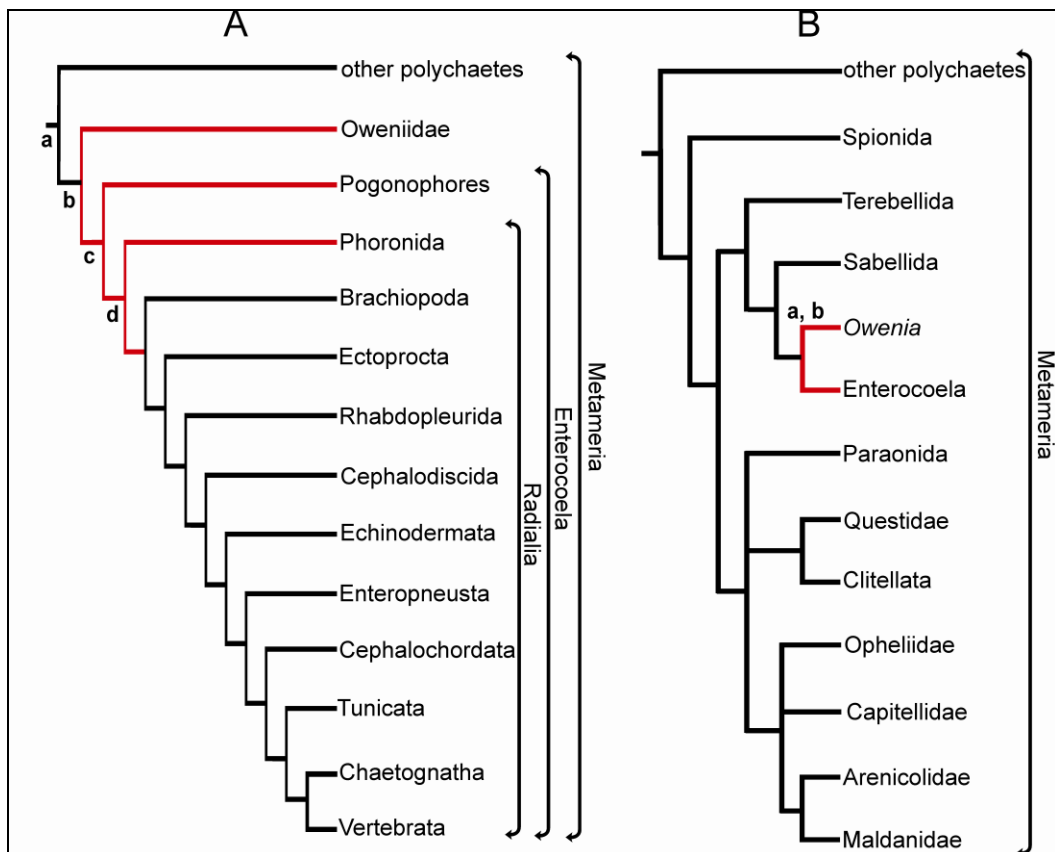 A
other polychaetes
a
Oweniidae
b
Pogonophores
c
Phoronida
d
Brachiopoda
Ectoprocta
Rhabdopleurida
Cephalodiscida
Echinodermata
Enteropneusta
Cephalochordata
Tunicata
Chaetognatha
Vertebrata
Radialia
Enterocoela
Metameria
B
other polychaetes
Spionida
Terebellida
Sabellida
a, b
Owenia
Enterocoela
Paraonida
Questidae
Clitellata
Opheliidae
Capitellidae
Arenicolidae
Maldanidae
Metameria